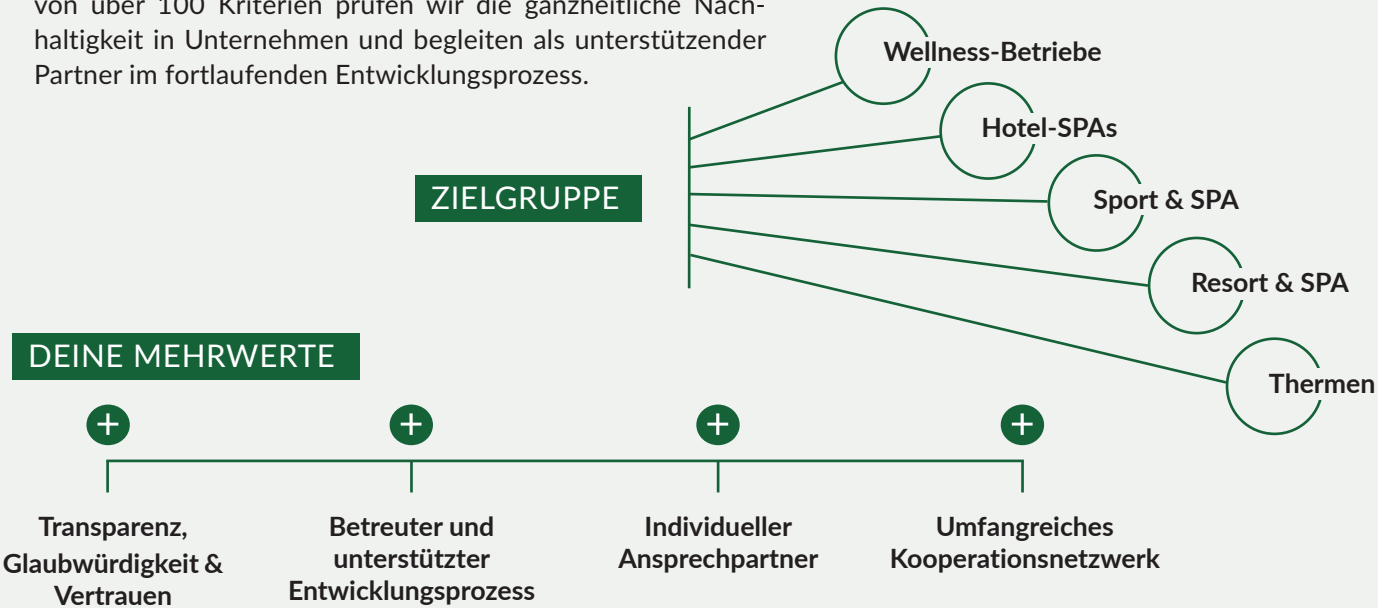 von über 100 Kriterien prüfen wir die ganzheitliche Nach-
haltigkeit in Unternehmen und begleiten als unterstützender
Partner im fortlaufenden Entwicklungsprozess.
ZIELGRUPPE
Wellness-Betriebe
Hotel-SPAs
Sport & SPA
Resort & SPA
Thermen
DEINE MEHRWERTE
+
+
+
+
Transparenz,
Glaubwürdigkeit &
Vertrauen
Betreuter und
unterstützter
Entwicklungsprozess
Individueller
Ansprechpartner
Umfangreiches
Kooperationsnetzwerk